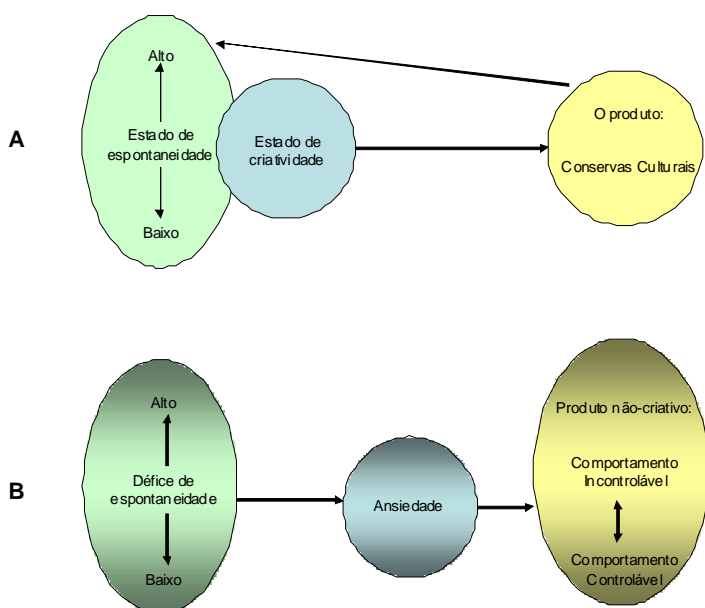 Alto
A
Estado de
espontaneidade
Estado de
criatividade
O produto:
Conservas Culturais
Baixo
Alto
Produto não-criativo:
B
Défice de
espontaneidade
Ansiedade
Comportamento
Incontrolável
Baixo
Comportamento
Controlável